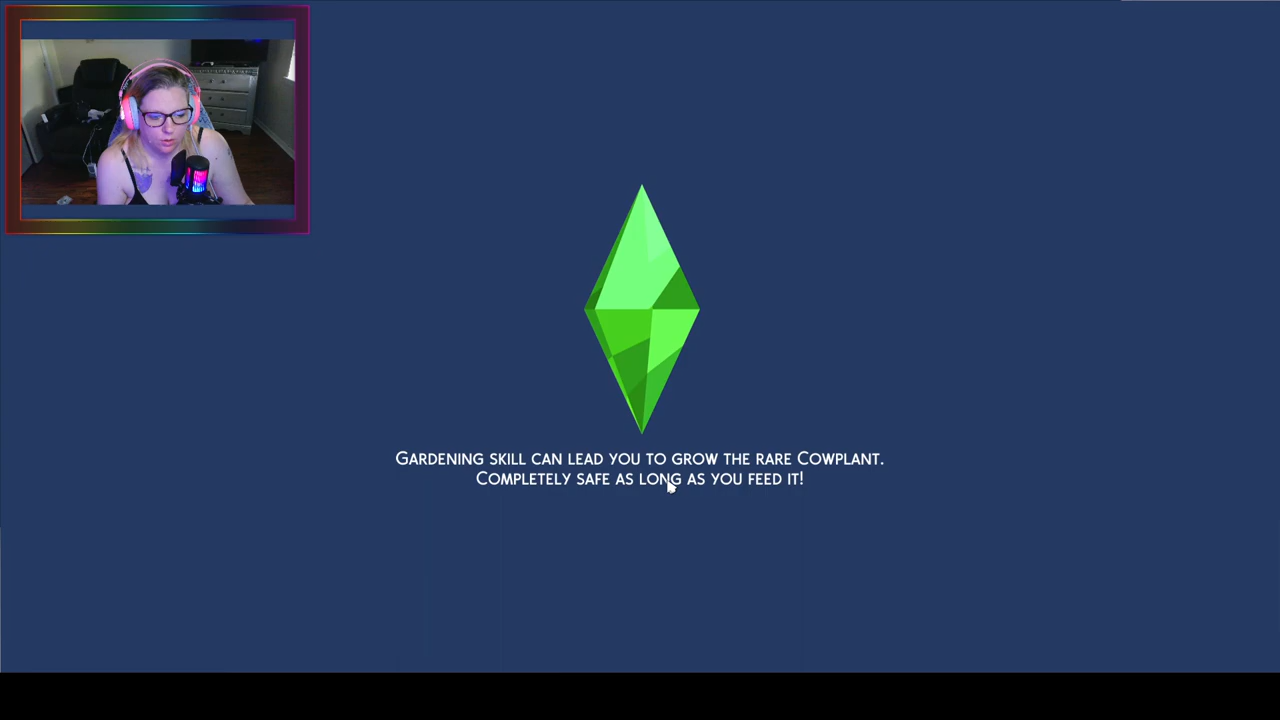 Gardening skill can lead you to grow the rare Cowplant.
Completely safe as long as you feed it!